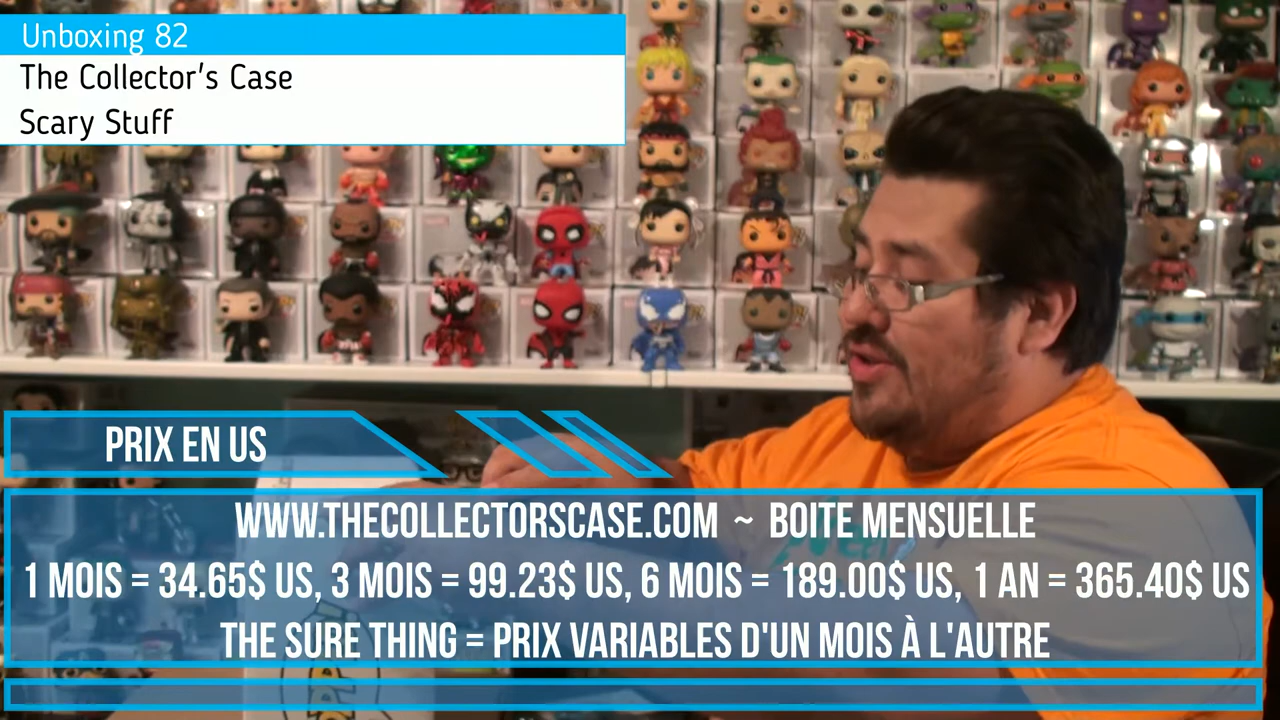 Unboxing 82
The Collector's Case
Scary Stuff
PRIX EN US
WWW.THECOLLECTORSCASE.COM ~ BOITE MENSUELLE
1 MOIS = 34.65$ US, 3 MOIS = 99.23$ US, 6 MOIS = 189.00$ US, 1 AN = 365.40$ US
THE SURE THING = PRIX VARIABLES D'UN MOIS À L'AUTRE